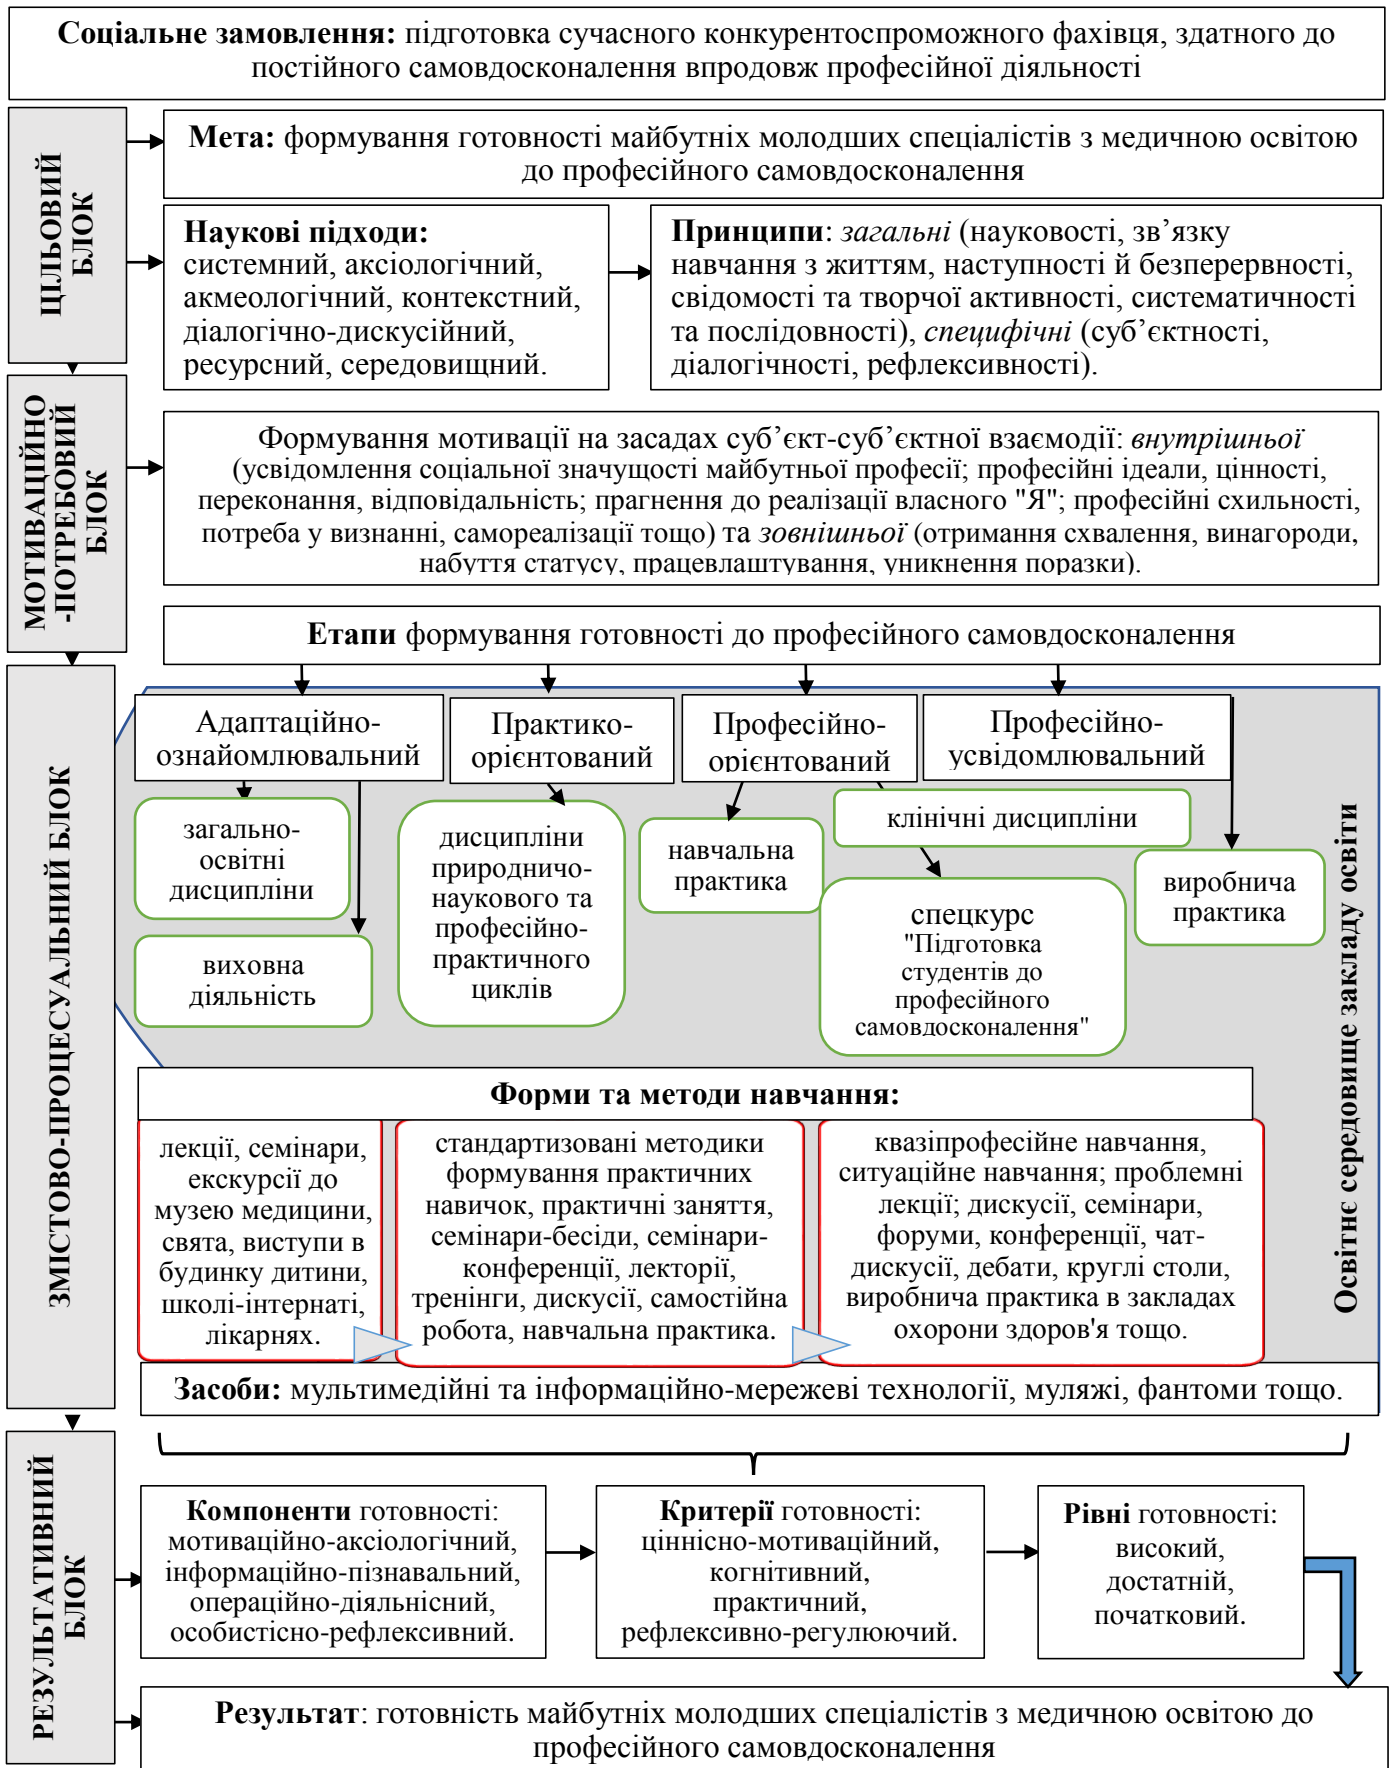 Соціальне замовлення: підготовка сучасного конкурентоспроможного фахівця, здатного до
постійного самовдосконалення впродовж професійної діяльності
ЦІЛЬОВИЙ
БЛОК
Мета: формування готовності майбутніх молодших спеціалістів з медичною освітою
до професійного самовдосконалення
Наукові підходи:
системний, аксіологічний,
акмеологічний, контекстний,
діалогічно-дискусійний,
ресурсний, середовищний.
Принципи: загальні (науковості, зв’язку
навчання з життям, наступності й безперервності,
свідомості та творчої активності, систематичності
та послідовності), специфічні (суб’єктності,
діалогічності, рефлексивності).
МОТИВАЦІЙНО
-ПОТРЕБОВИЙ
БЛОК
Формування мотивації на засадах суб’єкт-суб’єктної взаємодії: внутрішньої
(усвідомлення соціальної значущості майбутньої професії; професійні ідеали, цінності,
переконання, відповідальність; прагнення до реалізації власного "Я"; професійні схильності,
потреба у визнанні, самореалізації тощо) та зовнішньої (отримання схвалення, винагороди,
набуття статусу, працевлаштування, уникнення поразки).
ЗМІСТОВО-ПРОЦЕСУАЛЬНИЙ БЛОК
Етапи формування готовності до професійного самовдосконалення
Адаптаційно-
ознайомлювальний
Практико-
орієнтований
Професійно-
орієнтований
Професійно-
усвідомлювальний
загально-
освітні
дисципліни
виховна
діяльність
дисципліни
природничо-
наукового та
професійно-
практичного
циклів
навчальна
практика
клінічні дисципліни
спецкурс
"Підготовка
студентів до
професійного
самовдосконалення"
виробнича
практика
Освітнє середовище закладу освіти
Форми та методи навчання:
лекції, семінари,
екскурсії до
музею медицини,
свята, виступи в
будинку дитини,
школі-інтернаті,
лікарнях.
стандартизовані методики
формування практичних
навичок, практичні заняття,
семінари-бесіди, семінари-
конференції, лекторії,
тренінги, дискусії, самостійна
робота, навчальна практика.
квазіпрофесійне навчання,
ситуаційне навчання; проблемні
лекції; дискусії, семінари,
форуми, конференції, чат-
дискусії, дебати, круглі столи,
виробнича практика в закладах
охорони здоров'я тощо.
Засоби: мультимедійні та інформаційно-мережеві технології, муляжі, фантоми тощо.
РЕЗУЛЬТАТИВНИЙ
БЛОК
Компоненти готовності:
мотиваційно-аксіологічний,
інформаційно-пізнавальний,
операційно-діяльнісний,
особистісно-рефлексивний.
Критерії готовності:
ціннісно-мотиваційний,
когнітивний,
практичний,
рефлексивно-регулюючий.
Рівні готовності:
високий,
достатній,
початковий.
Результат: готовність майбутніх молодших спеціалістів з медичною освітою до
професійного самовдосконалення